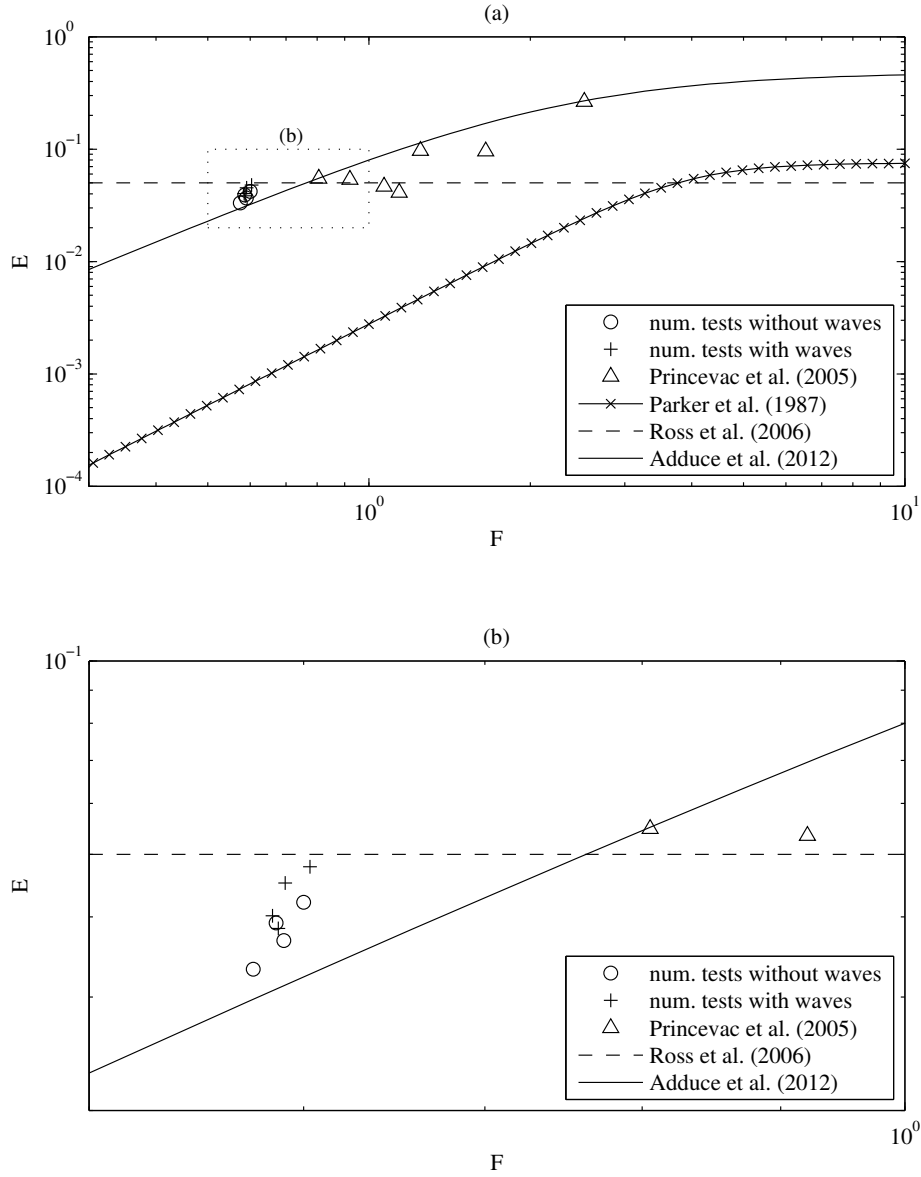 (a)
10^0
10^-1
10^-2
10^-3
10^-4
E
(b)
num. tests without waves
num. tests with waves
Princevac et al. (2005)
Parker et al. (1987)
Ross et al. (2006)
Adduce et al. (2012)
10^0
10^1
F
(b)
10^-1
E
num. tests without waves
num. tests with waves
Princevac et al. (2005)
Ross et al. (2006)
Adduce et al. (2012)
10^0
F